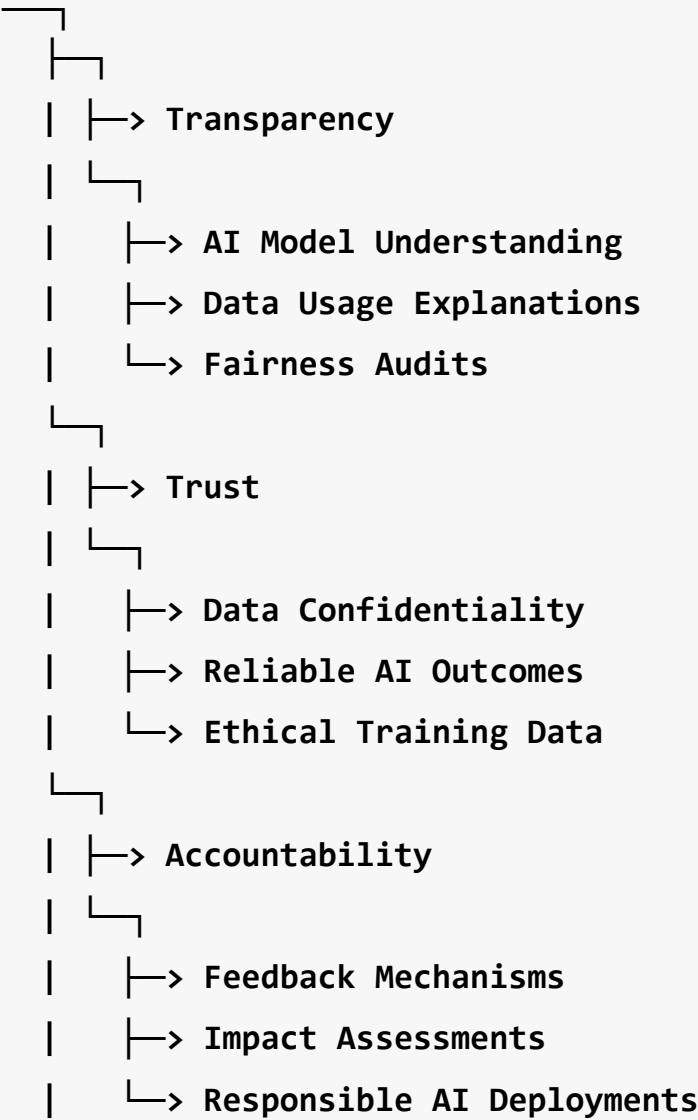 Transparency
AI Model Understanding
Data Usage Explanations
Fairness Audits
Trust
Data Confidentiality
Reliable AI Outcomes
Ethical Training Data
Accountability
Feedback Mechanisms
Impact Assessments
Responsible AI Deployments